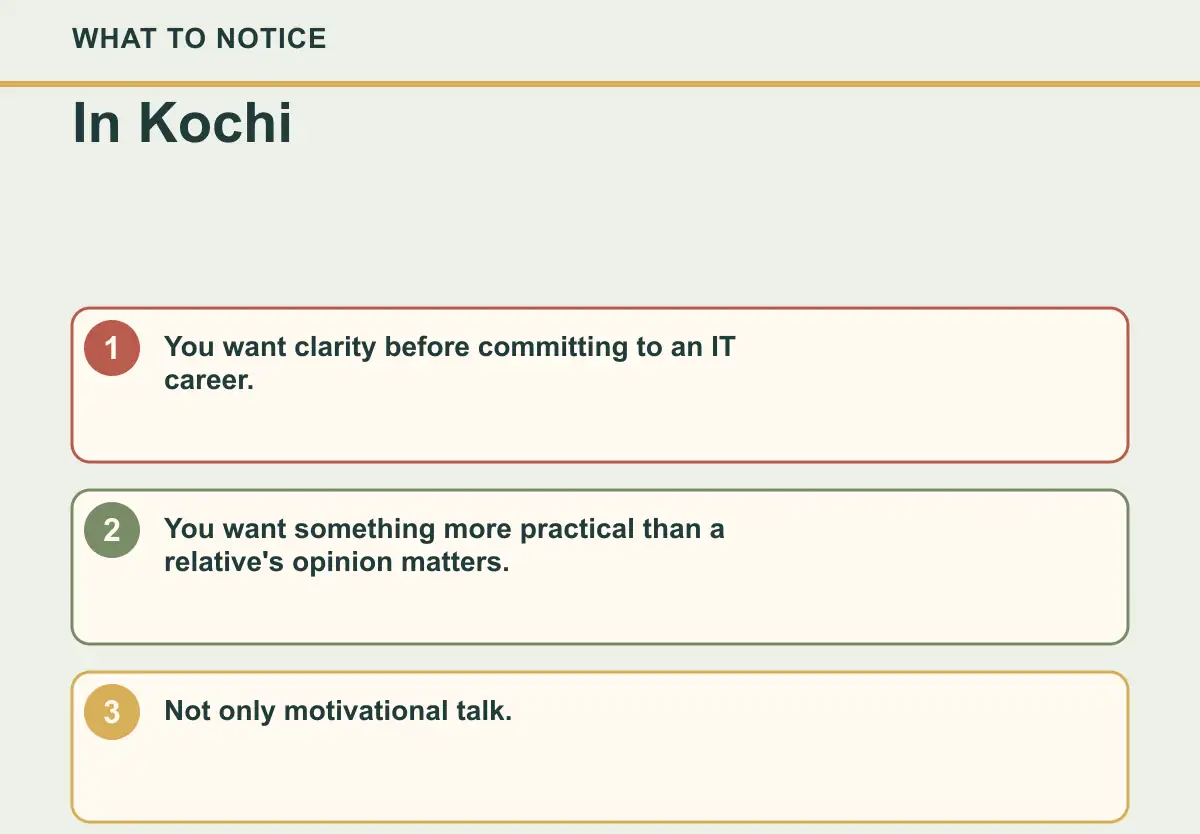 WHAT TO NOTICE
In Kochi
1
You want clarity before committing to an IT
career.
2
You want something more practical than a
relative's opinion matters.
3
Not only motivational talk.